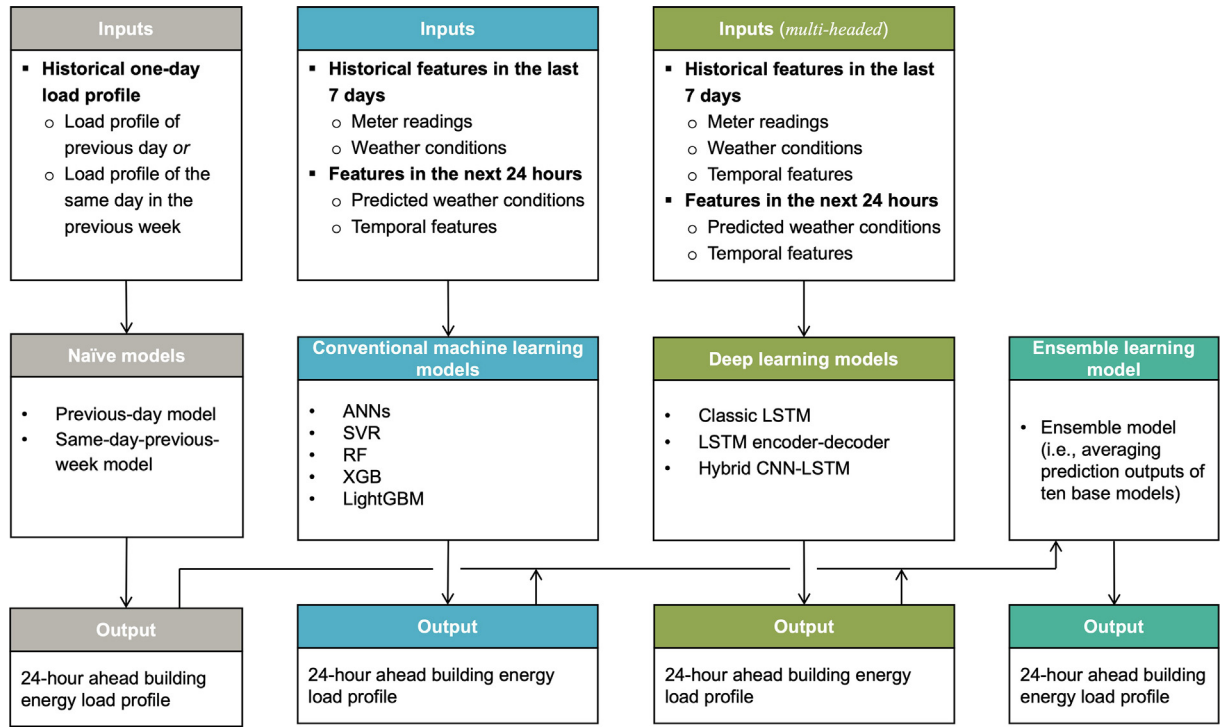 Inputs
▪ Historical one-day
load profile
○ Load profile of
previous day or
○ Load profile of the
same day in the
previous week
Inputs
▪ Historical features in the last
7 days
○ Meter readings
○ Weather conditions
▪ Features in the next 24 hours
○ Predicted weather conditions
○ Temporal features
Inputs (multi-headed)
▪ Historical features in the last
7 days
○ Meter readings
○ Weather conditions
○ Temporal features
▪ Features in the next 24 hours
○ Predicted weather conditions
○ Temporal features
Naïve models
• Previous-day model
• Same-day-previous-
week model
Conventional machine learning
models
• ANNs
• SVR
• RF
• XGB
• LightGBM
Deep learning models
• Classic LSTM
• LSTM encoder-decoder
• Hybrid CNN-LSTM
Ensemble learning
model
• Ensemble model
(i.e., averaging
prediction outputs of
ten base models)
Output
24-hour ahead building
energy load profile
Output
24-hour ahead building energy
load profile
Output
24-hour ahead building energy
load profile
Output
24-hour ahead building
energy load profile